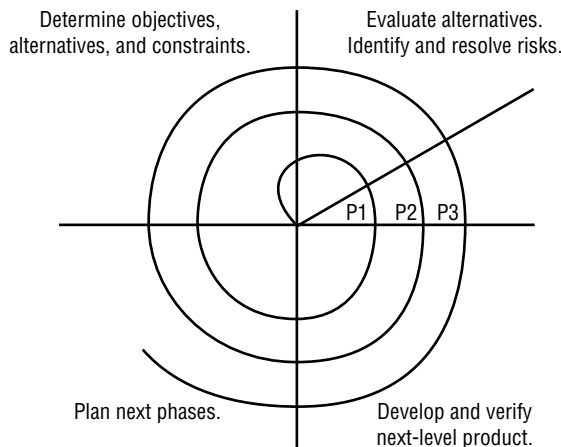 Determine objectives,
alternatives, and constraints.
Evaluate alternatives.
Identify and resolve risks.
P1 P2 P3
Plan next phases.
Develop and verify
next-level product.